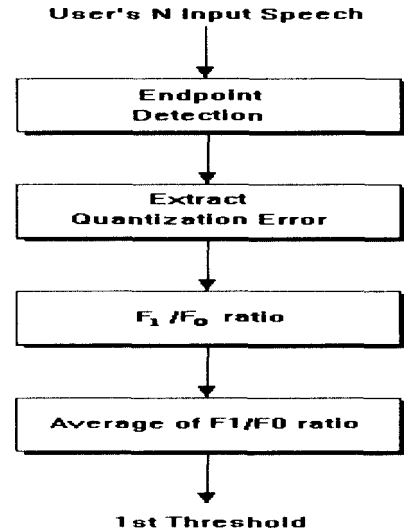 User's N Input Speech
Endpoint
Detection
Extract
Quantization Error
F₁ /F₀ ratio
Average of F1/F0 ratio
1st Threshold